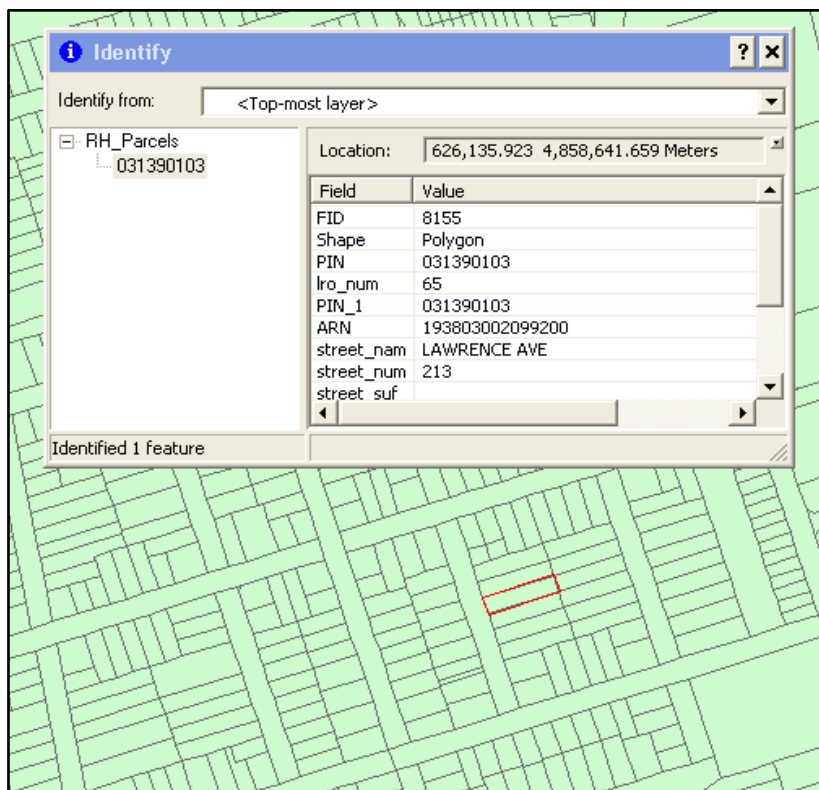 Identify
Identify from: <Top-most layer>
RH_Parcels
031390103
Location: 626,135.923 4,858,641.659 Meters
Field Value
FID 8155
Shape Polygon
PIN 031390103
lro_num 65
PIN_1 031390103
ARN 193803002099200
street_nam LAWRENCE AVE
street_num 213
street_suf
Identified 1 feature